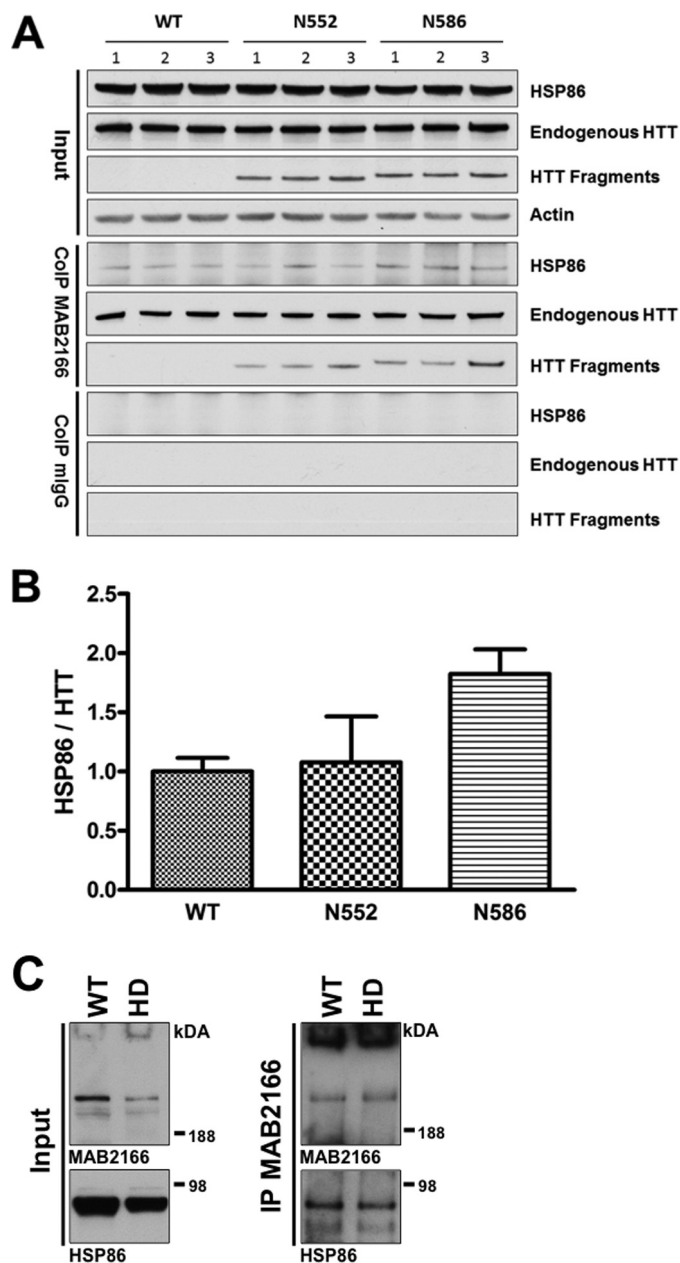 A
WT N552 N586
1 2 3 1 2 3 1 2 3
Input
HSP86
Endogenous HTT
HTT Fragments
Actin
CoIP MAB2166
HSP86
Endogenous HTT
HTT Fragments
CoIP mIgG
HSP86
Endogenous HTT
HTT Fragments
B
HSP86 / HTT
2.5
2.0
1.5
1.0
0.5
0.0
WT N552 N586
C
Input
WT HD
kDA
188
MAB2166
98
HSP86
IP MAB2166
WT HD
kDA
188
MAB2166
98
HSP86